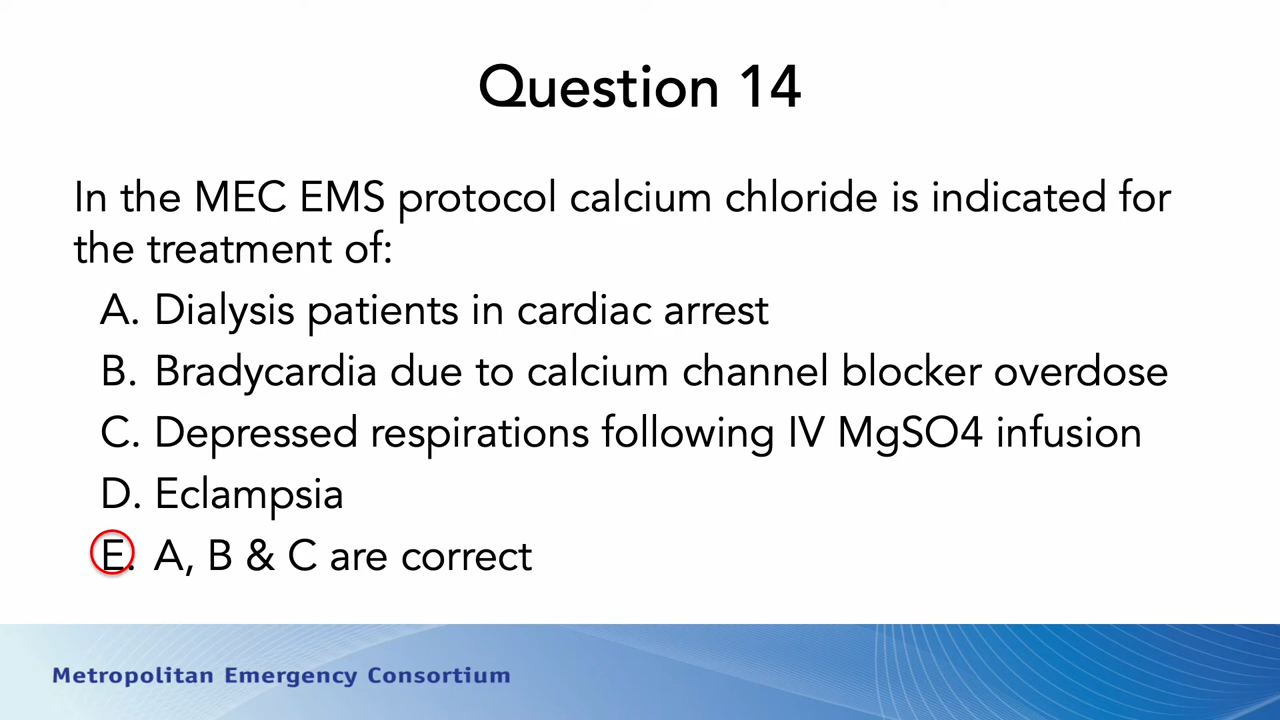 Question 14
In the MEC EMS protocol calcium chloride is indicated for
the treatment of:
A. Dialysis patients in cardiac arrest
B. Bradycardia due to calcium channel blocker overdose
C. Depressed respirations following IV MgSO4 infusion
D. Eclampsia
E. A, B & C are correct
Metropolitan Emergency Consortium